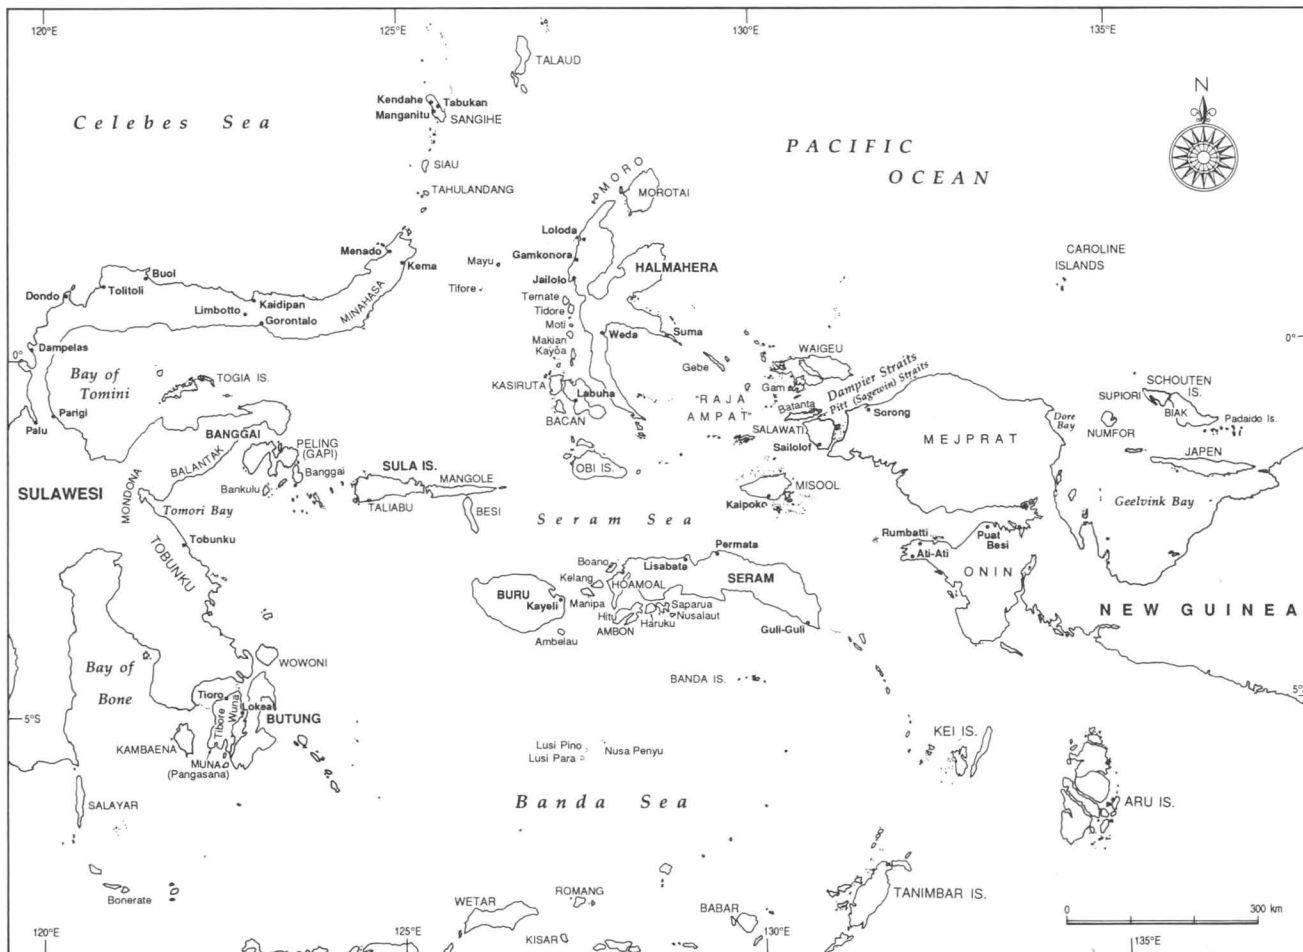 120°E
125°E
130°E
135°E
TALAUD
N
Kendahe
Tabukan
Manganitu
SANGIHE
Celebes Sea
PACIFIC
OCEAN
SIAU
TAHULANDANG
MORO
MOROTAI
Loloda
Menado
Gamkonora
CAROLINE
ISLANDS
Kema
Mayu
HALMAHERA
Buol
Jailolo
Dondo
Tolitoli
Tifore
Ternate
MINAHASA
Kaidipan
Limbotto
Gorontalo
Tidore
Moti
Weda
Suma
Makian
Kayoa
0°
0°
Dampelas
Gebe
WAIGEU
Bay of
Tomini
TOGIA IS.
KASIRUTA
Labuha
Gam
Dampier Straits
Pitt (Sagewin) Straits
SCHOUTEN
IS.
SUPIORI
BIAK
"RAJA
AMPAT"
Batanta
Sorong
Parigi
Palu
BACAN
SALAWATI
Dore
Bay
NUMFOR
Padaido Is.
BANGGAI
PELING
(GAPI)
Sailolof
MEJPRAT
JAPEN
BALANTAK
Banggai
SULA IS.
OBI IS.
MONDONA
Bankulu
MANGOLE
MISOOL
SULAWESI
TALIABU
BESI
Kaipoko
Geelvink Bay
Tomori Bay
Seram Sea
Rumbatti
Puat
Besi
Tobunku
Permata
Ati-Ati
TOBUNKU
Boano
Lisabata
ONIN
Kelang
HOAMOAL
SERAM
BURU
Kayeli
Manipa
Saparua
Hitu
Haruku
Nusalaut
NEW GUINEA
AMBON
Guli-Guli
Ambelau
WOWONI
Bay of
Bone
BANDA IS.
5°
Tioro
Tibore
Wuna
Lokea
5°S
BUTUNG
KAMBAENA
KEI IS.
MUNA
(Pangasana)
Lusi Pino
Lusi Para
Nusa Penyu
SALAYAR
Banda Sea
ARU IS.
Bonerate
WETAR
ROMANG
BABAR
TANIMBAR IS.
0
300 km
KISAR
120°E
125°E
130°E
135°E